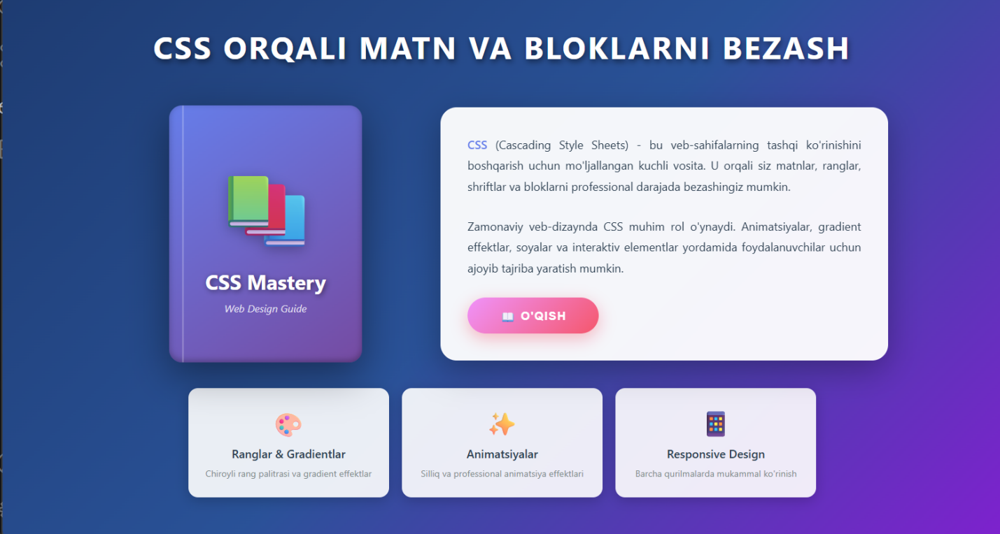 CSS ORQALI MATN VA BLOKLARNI BEZASH
CSS Mastery
Web Design Guide
CSS (Cascading Style Sheets) - bu veb-sahifalarning tashqi ko'rinishini
boshqarish uchun mo'ljallangan kuchli vosita. U orqali siz matnlar, ranglar,
shriftlar va bloklarni professional darajada bezashingiz mumkin.
Zamonaviy veb-dizaynda CSS muhim rol o'ynaydi. Animatsiyalar, gradient
effektlar, soyalar va interaktiv elementlar yordamida foydalanuvchilar uchun
ajoyib tajriba yaratish mumkin.
O'QISH
Ranglar & Gradientlar
Chiroyli rang palitrasi va gradient effektlar
Animatsiyalar
Silliq va professional animatsiya effektlari
Responsive Design
Barcha qurilmalarda mukammal ko'rinish